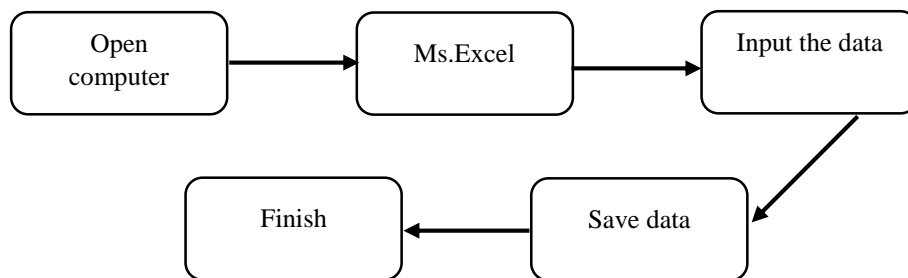 Open
computer
Ms.Excel
Input the data
Save data
Finish